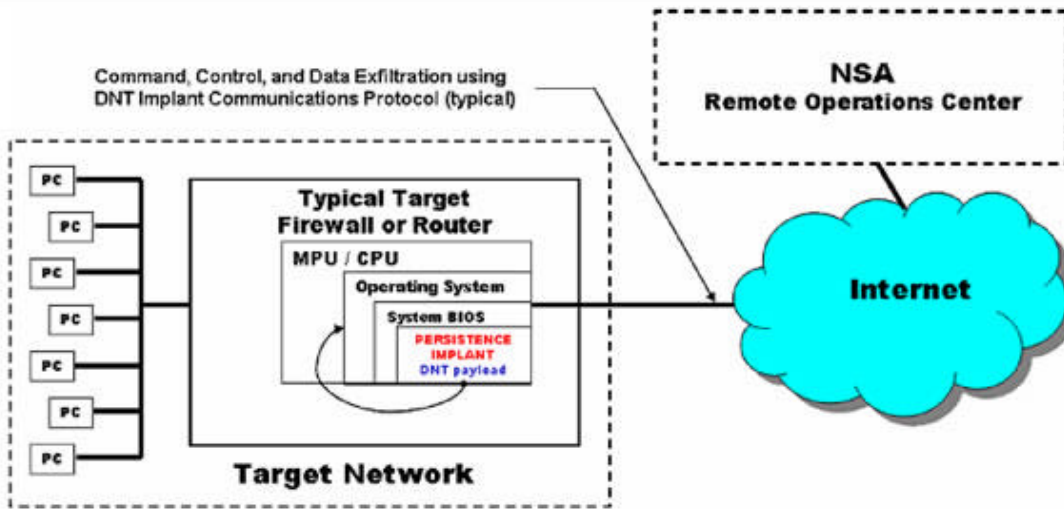 Command, Control, and Data Exfiltration using
DNT Implant Communications Protocol (typical)
NSA
Remote Operations Center
PC
PC
PC
PC
PC
PC
PC
Typical Target
Firewall or Router
MPU / CPU
Operating System
System BIOS
PERSISTENCE
IMPLANT
DNT payload
Internet
Target Network